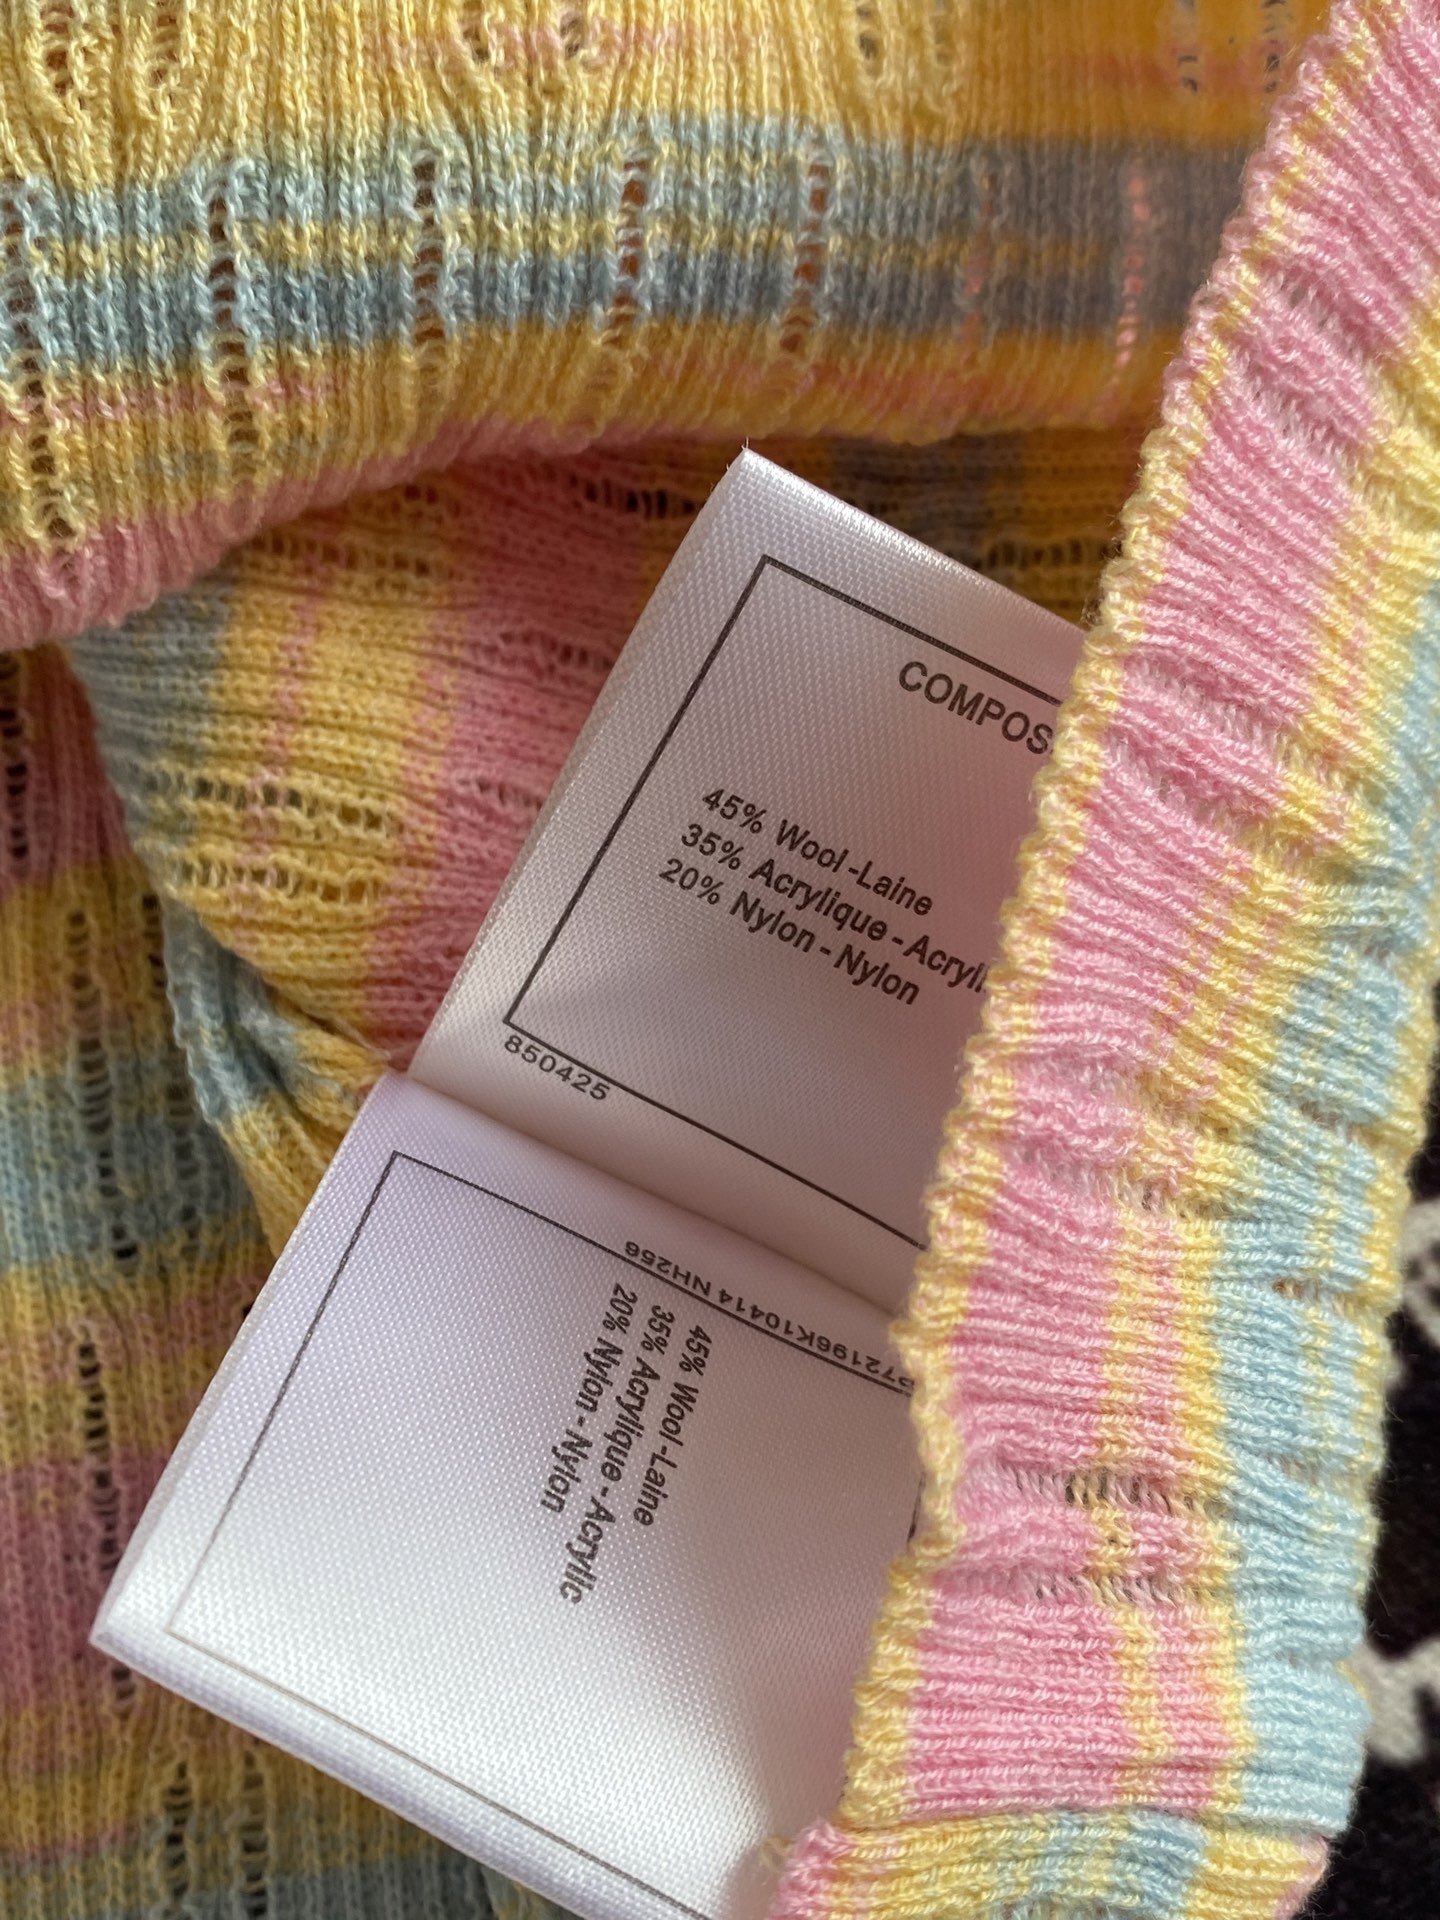 COMPOS
45% Wool-Laine
35% Acrylique - Acryli
20% Nylon - Nylon
850425
P72196K10414 NH256
45% Wool-Laine
35% Acrylique - Acrylic
20% Nylon - Nylon